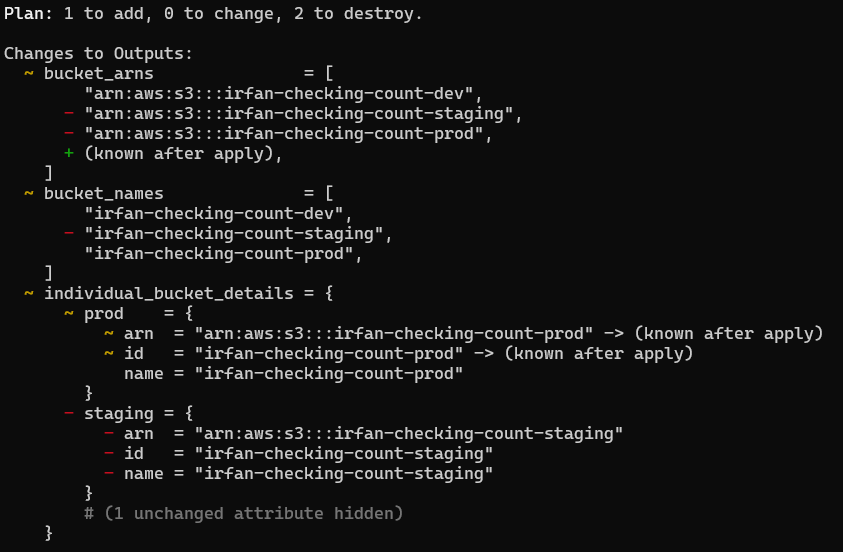 Plan: 1 to add, 0 to change, 2 to destroy.

Changes to Outputs:
  ~ bucket_arns               = [
        "arn:aws:s3:::irfan-checking-count-dev",
      - "arn:aws:s3:::irfan-checking-count-staging",
      - "arn:aws:s3:::irfan-checking-count-prod",
      + (known after apply),
    ]
  ~ bucket_names              = [
        "irfan-checking-count-dev",
      - "irfan-checking-count-staging",
        "irfan-checking-count-prod",
    ]
  ~ individual_bucket_details = {
      ~ prod    = {
          ~ arn  = "arn:aws:s3:::irfan-checking-count-prod" -> (known after apply)
          ~ id   = "irfan-checking-count-prod" -> (known after apply)
            name = "irfan-checking-count-prod"
        }
      - staging = {
          - arn  = "arn:aws:s3:::irfan-checking-count-staging"
          - id   = "irfan-checking-count-staging"
          - name = "irfan-checking-count-staging"
        }
        # (1 unchanged attribute hidden)
    }